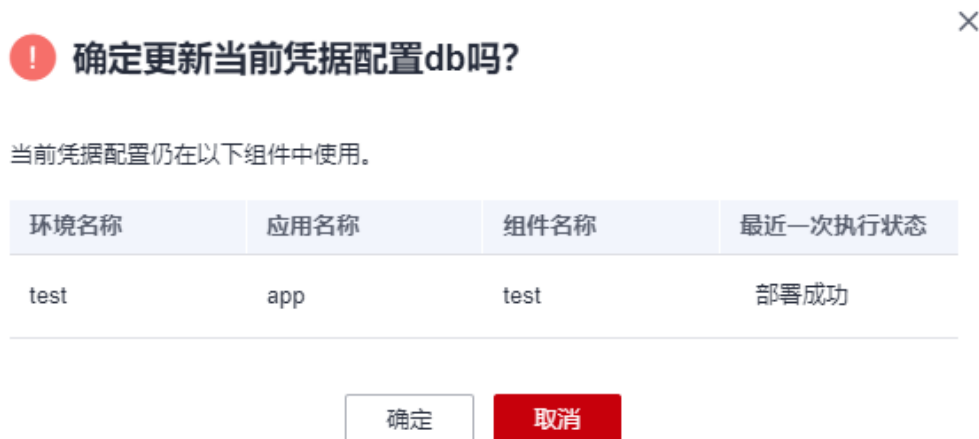 确定更新当前凭据配置db吗?
当前凭据配置仍在以下组件中使用。
环境名称 应用名称 组件名称 最近一次执行状态
test app test 部署成功
确定 取消